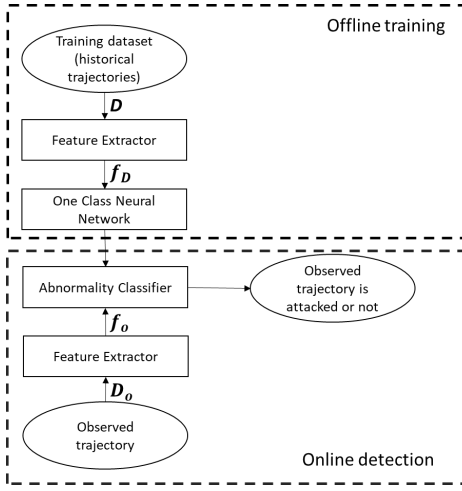 Offline training
Training dataset
(historical
trajectories)
D
Feature Extractor
f_D
One Class Neural
Network
Abnormality Classifier
Observed
trajectory is
attacked or not
f_o
Feature Extractor
D_o
Observed
trajectory
Online detection